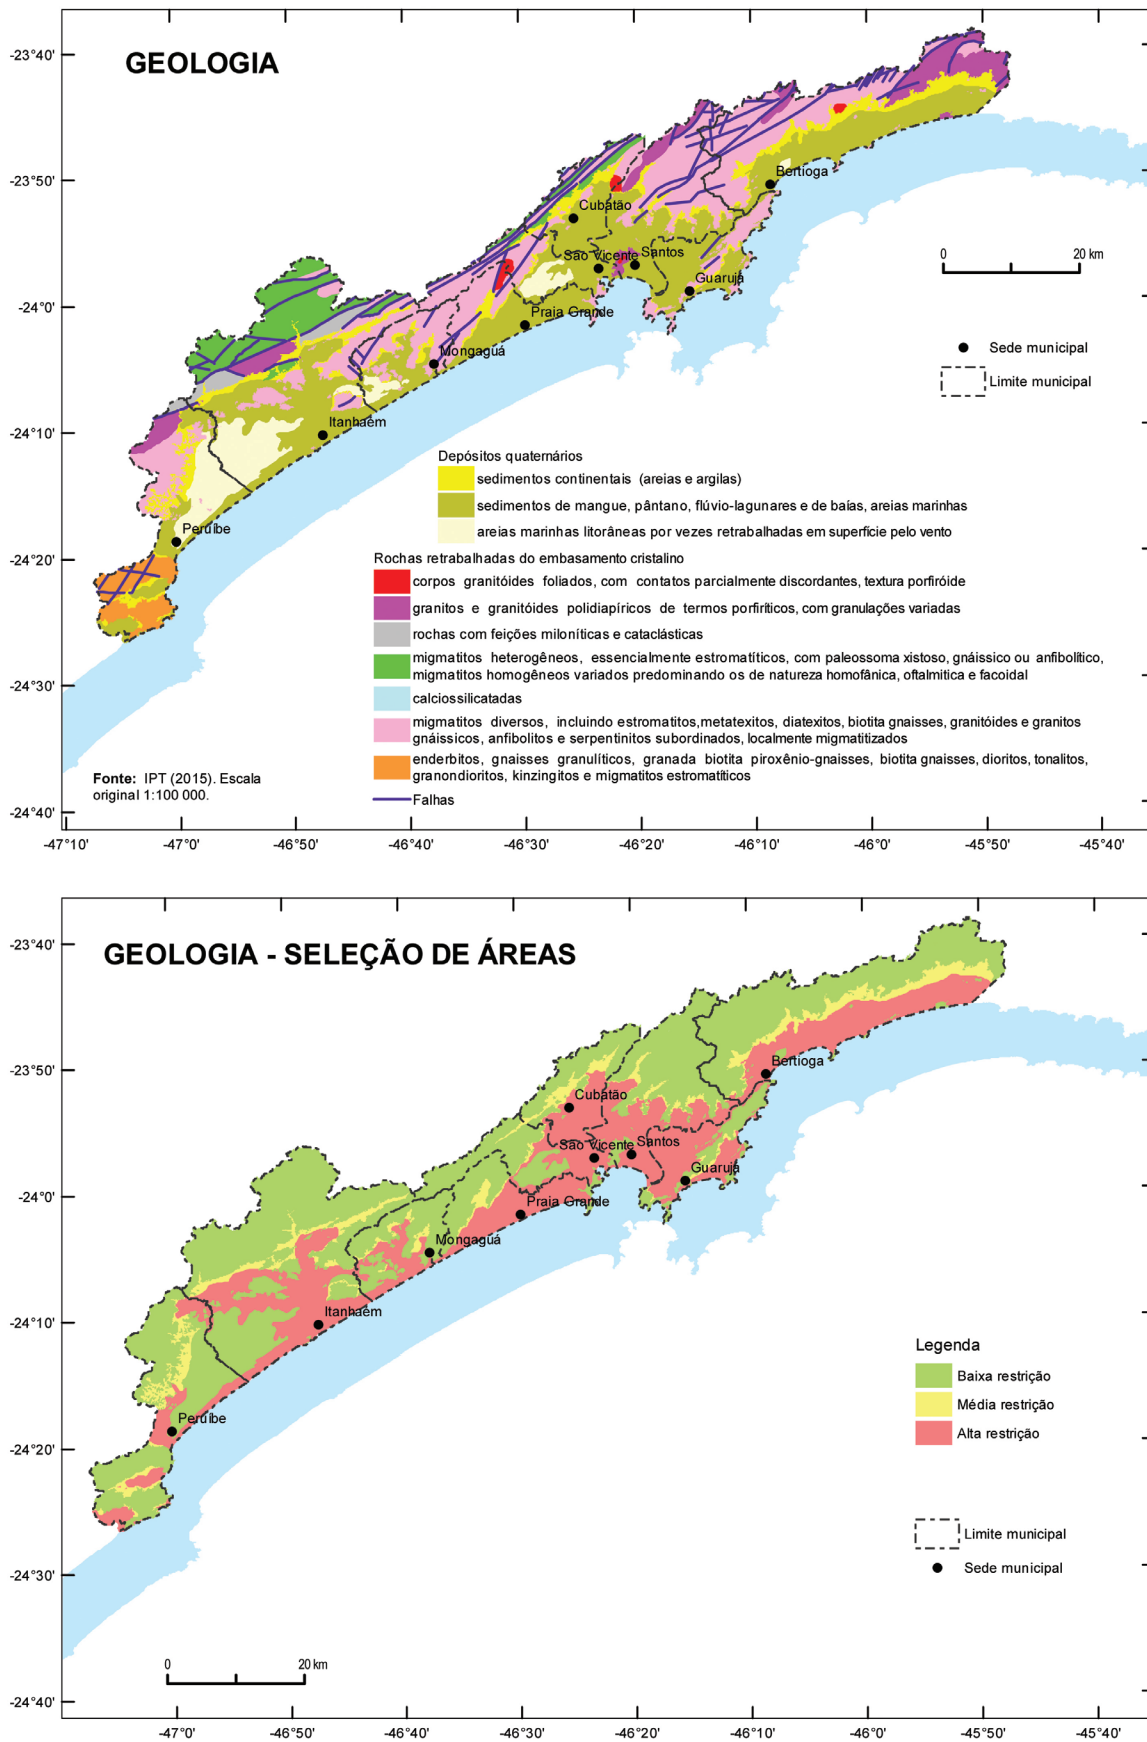 GEOLOGIA
-23°40'
-23°50'
-24°0'
-24°10'
-24°20'
-24°30'
-24°40'
Bertioga
Cubatão
São Vicente
Santos
Guarujá
Praia Grande
Mongaguá
Itanhaém
Peruíbe
0 20 km
Sede municipal
Limite municipal
Depósitos quaternários
sedimentos continentais (areias e argilas)
sedimentos de mangue, pântano, flúvio-lagunares e de baías, areias marinhas
areias marinhas litorâneas por vezes retrabalhadas em superfície pelo vento
Rochas retrabalhadas do embasamento cristalino
corpos granitóides foliados, com contatos parcialmente discordantes, textura porfiróide
granitos e granitóides polidiapíricos de termos porfiríticos, com granulações variadas
rochas com feições miloníticas e cataclásticas
migmatitos heterogêneos, essencialmente estromatíticos, com paleossoma xistoso, gnáissico ou anfibolítico,
migmatitos homogêneos variados predominando os de natureza homofânica, oftalmitica e facoidal
calciossilicatadas
migmatitos diversos, incluindo estromatitos,metatexitos, diatexitos, biotita gnaisses, granitóides e granitos
gnáissicos, anfibolitos e serpentinitos subordinados, localmente migmatitizados
enderbitos, gnaisses granulíticos, granada biotita piroxênio-gnaisses, biotita gnaisses, dioritos, tonalitos,
granondioritos, kinzingitos e migmatitos estromatíticos
Falhas
Fonte: IPT (2015). Escala
original 1:100 000.
-47°10' -47°0' -46°50' -46°40' -46°30' -46°20' -46°10' -46°0' -45°50' -45°40'
GEOLOGIA - SELEÇÃO DE ÁREAS
-23°40'
-23°50'
-24°0'
-24°10'
-24°20'
-24°30'
-24°40'
Bertioga
Cubatão
São Vicente
Santos
Guarujá
Praia Grande
Mongaguá
Itanhaém
Peruíbe
Legenda
Baixa restrição
Média restrição
Alta restrição
Limite municipal
Sede municipal
0 20 km
-47°0' -46°50' -46°40' -46°30' -46°20' -46°10' -46°0' -45°50' -45°40'